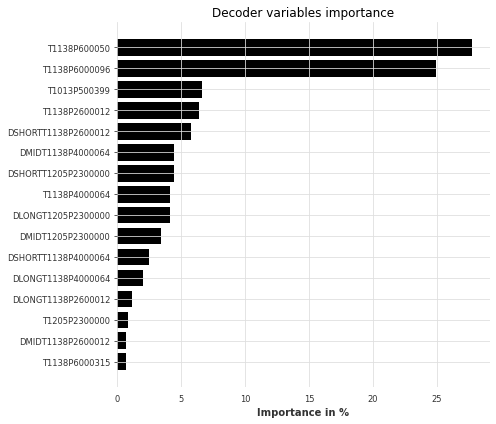 Decoder variables importance
T1138P600050
T1138P6000096
T1013P500399
T1138P2600012
DSHORTT1138P2600012
DMIDT1138P4000064
DSHORTT1205P2300000
T1138P4000064
DLONGT1205P2300000
DMIDT1205P2300000
DSHORTT1138P4000064
DLONGT1138P4000064
DLONGT1138P2600012
T1205P2300000
DMIDT1138P2600012
T1138P6000315
0 5 10 15 20 25
Importance in %